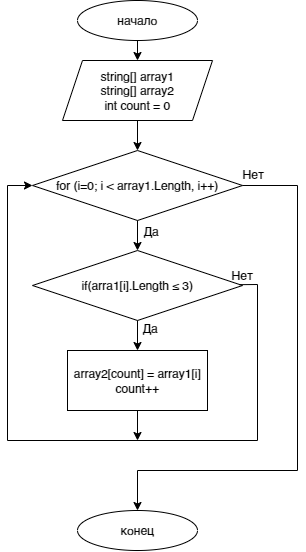 начало
string[] array1
string[] array2
int count = 0
for (i=0; i < array1.Length, i++)
Нет
Да
if(arra1[i].Length ≤ 3)
Нет
Да
array2[count] = array1[i]
count++
конец